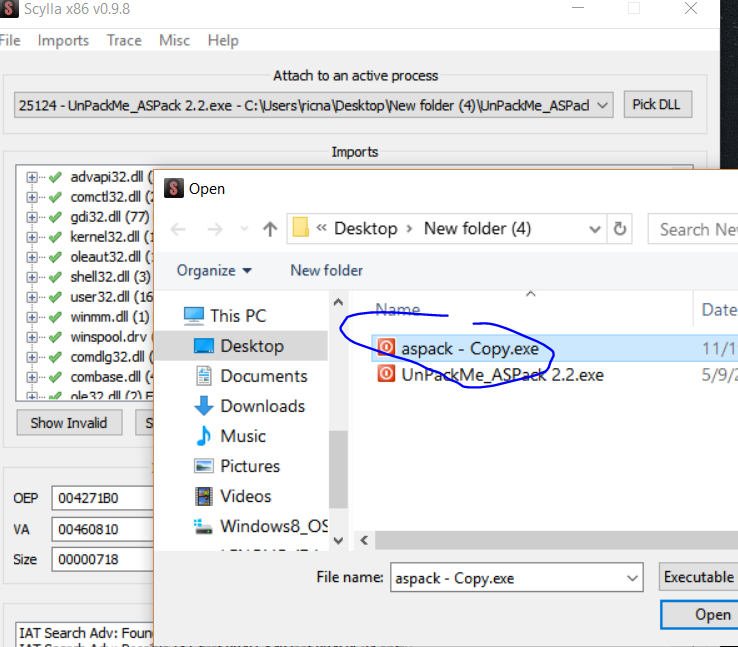 Scylla x86 v0.9.8
File Imports Trace Misc Help
Attach to an active process
25124 - UnPackMe_ASPack 2.2.exe - C:\Users\ricna\Desktop\New folder (4)\UnPackMe_ASPacl
Pick DLL
Imports
advapi32.dll (
comctl32.dll (
gdi32.dll (77)
kernel32.dll (
oleaut32.dll (
shell32.dll (3)
user32.dll (16
winmm.dll (1)
winspool.drv (
comdlg32.dll (
combase.dll (
ole32.dll (2)
Show Invalid
S
OEP 004271B0
VA 00460810
Size 00000718
IAT Search Adv: Foun
IAT Search Adv:
Open
« Desktop › New folder (4)
Search Ne
Organize
New folder
This PC
Desktop
Documents
Downloads
Music
Pictures
Videos
Windows8_OS
Name
Date
aspack - Copy.exe
11/1
UnPackMe_ASPack 2.2.exe
5/9/2
File name: aspack - Copy.exe
Executable
Open